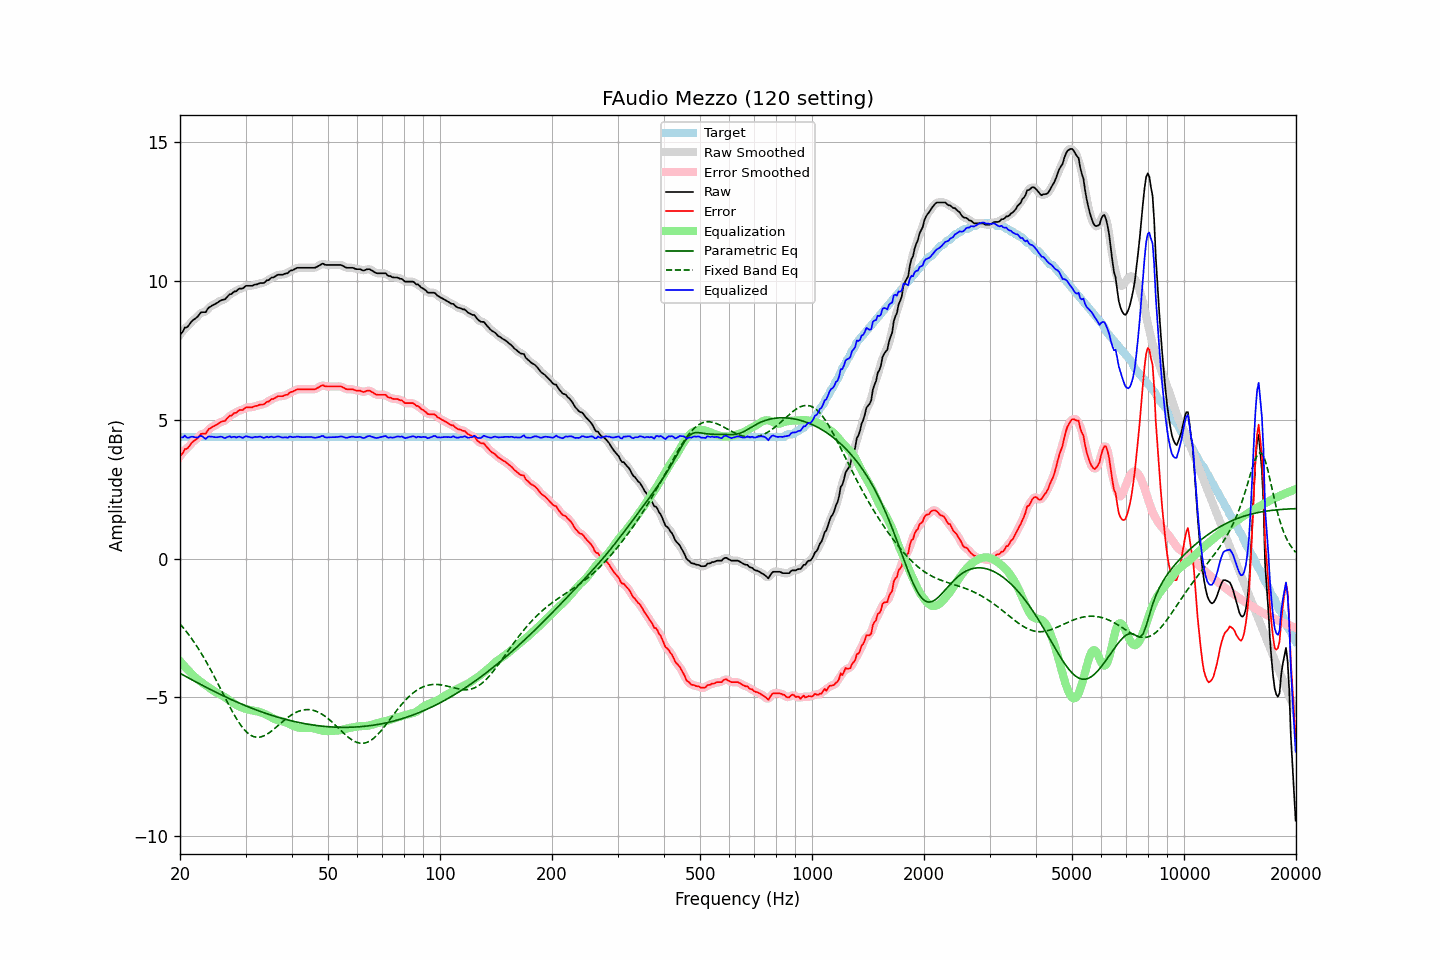 FAudio Mezzo (120 setting)
Target
Raw Smoothed
Error Smoothed
Raw
Error
Equalization
Parametric Eq
Fixed Band Eq
Equalized
15
10
5
0
−5
−10
Amplitude (dBr)
20
50
100
200
500
1000
2000
5000
10000
20000
Frequency (Hz)